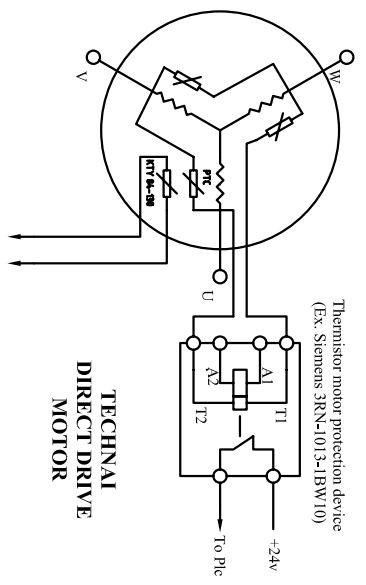 V
W
PTC
KTY 84-130
U
Thermistor motor protection device
(Ex. Siemens 3RN-1013-1BW10)
A2
A1
T2
T1
TECHNAI
DIRECT DRIVE
MOTOR
To Plc
+24v